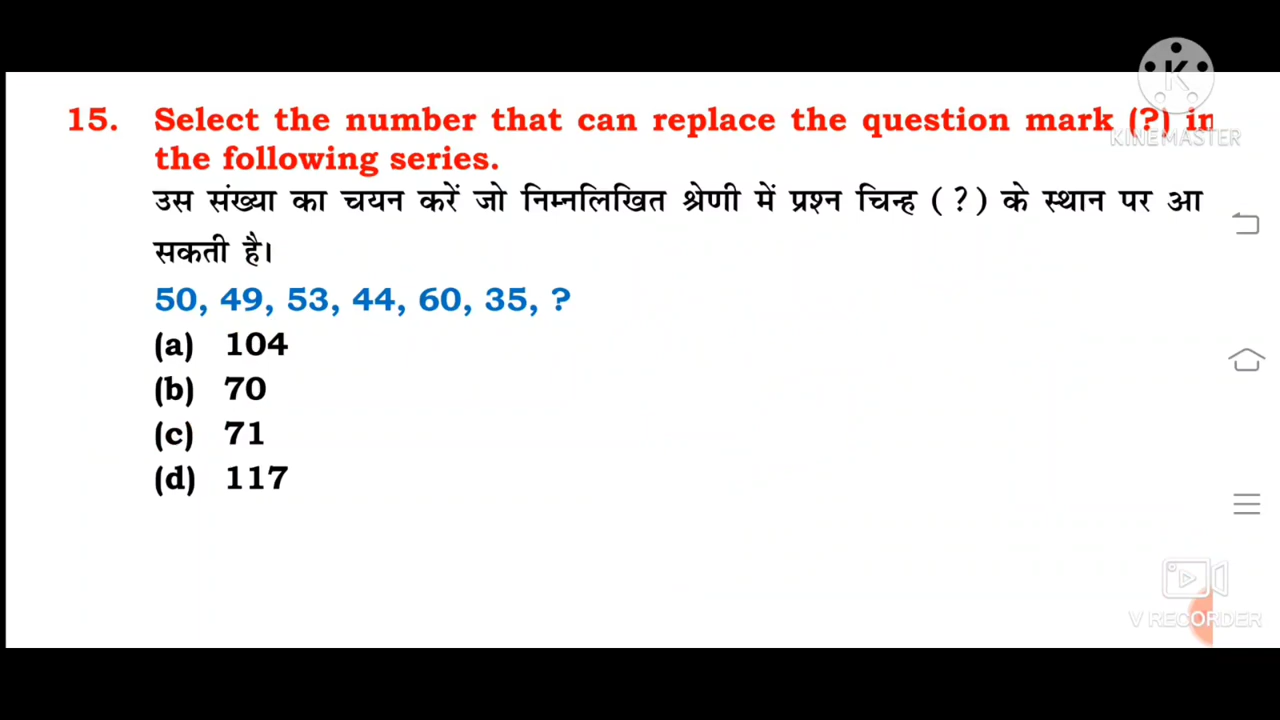 15. Select the number that can replace the question mark (?) in
the following series.
उस संख्या का चयन करें जो निम्नलिखित श्रेणी में प्रश्न चिन्ह (?) के स्थान पर आ
सकती है।
50, 49, 53, 44, 60, 35, ?
(a) 104
(b) 70
(c) 71
(d) 117
K
KINEMASTER
V RECORDER